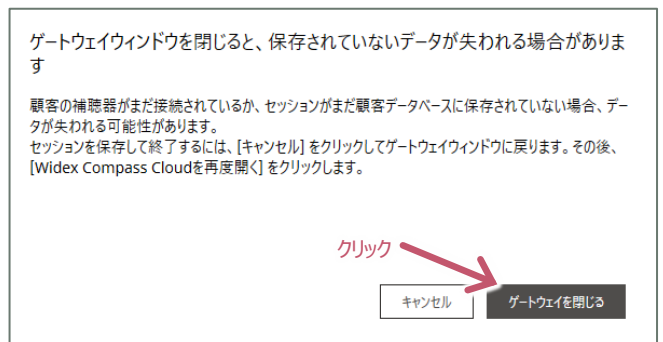 ゲートウェイウィンドウを閉じると、保存されていないデータが失われる場合がありま
す
顧客の補聴器がまだ接続されているか、セッションがまだ顧客データベースに保存されていない場合、デー
タが失われる可能性があります。
セッションを保存して終了するには、[キャンセル] をクリックしてゲートウェイウィンドウに戻ります。その後、
[Widex Compass Cloudを再度開く] をクリックします。
クリック
キャンセル
ゲートウェイを閉じる